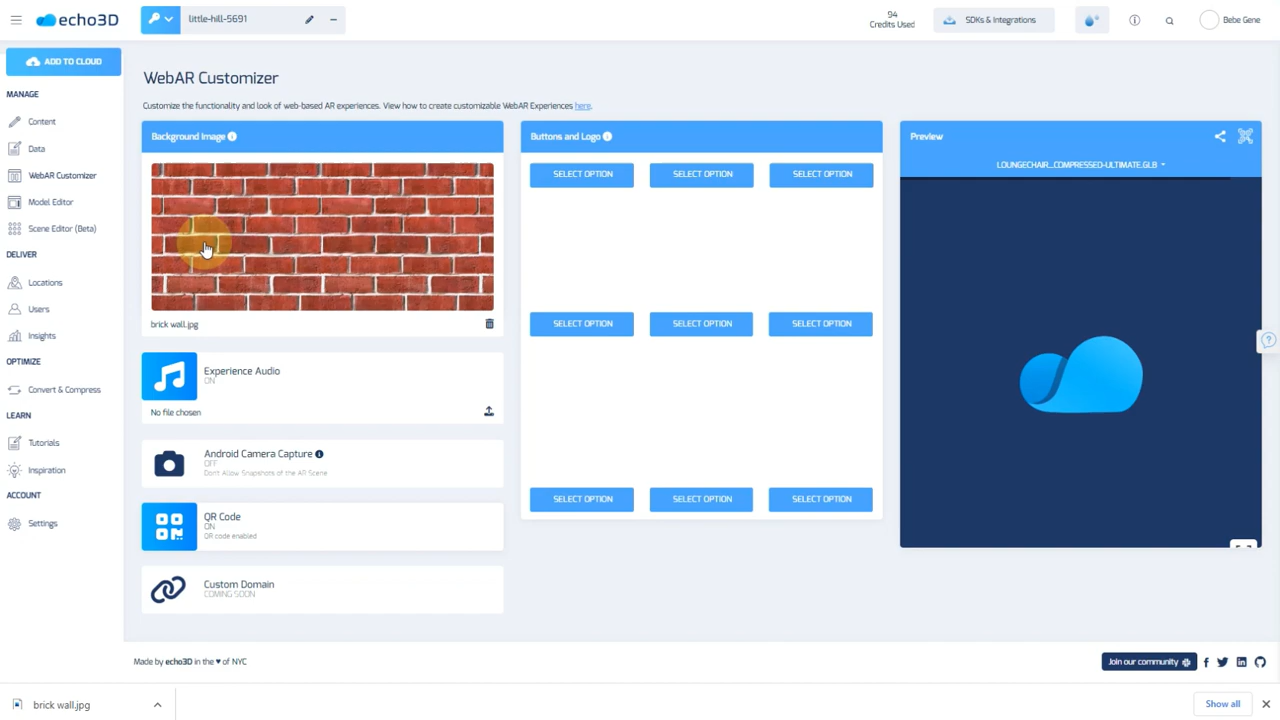 echo3D
little-hill-5691
94
Credits Used
SDKs & Integrations
Bebe Gene
ADD TO CLOUD
MANAGE
Content
Data
WebAR Customizer
Model Editor
Scene Editor (Beta)
DELIVER
Locations
Users
Insights
OPTIMIZE
Convert & Compress
LEARN
Tutorials
Inspiration
ACCOUNT
Settings
WebAR Customizer
Customize the functionality and look of web-based AR experiences. View how to create customizable WebAR Experiences here.
Background Image
brick wall.jpg
Experience Audio
ON
No file chosen
Android Camera Capture
OFF
Don't Allow Snapshots of the AR Scene
QR Code
ON
QR code enabled
Custom Domain
COMING SOON
Buttons and Logo
SELECT OPTION SELECT OPTION SELECT OPTION
SELECT OPTION SELECT OPTION SELECT OPTION
SELECT OPTION SELECT OPTION SELECT OPTION
Preview
LOUNGECHAIR...COMPRESSED-ULTIMATE.GLB
Made by echo3D in the ♥ of NYC
Join our community
brick wall.jpg
Show all